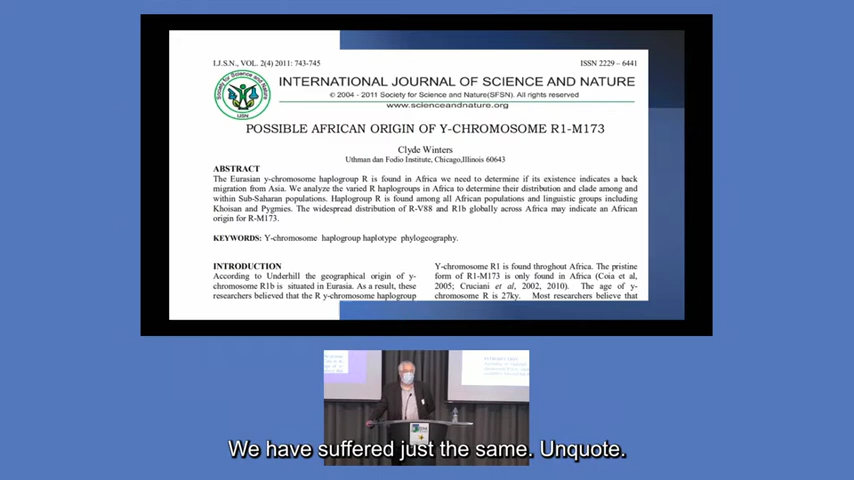 I.J.S.N., VOL. 2(4) 2011: 743-745
ISSN 2229 – 6441
INTERNATIONAL JOURNAL OF SCIENCE AND NATURE
© 2004 - 2011 Society for Science and Nature(SFSN). All rights reserved
www.scienceandnature.org
POSSIBLE AFRICAN ORIGIN OF Y-CHROMOSOME R1-M173
Clyde Winters
Uthman dan Fodio Institute, Chicago,Illinois 60643
ABSTRACT
The Eurasian y-chromosome haplogroup R is found in Africa we need to determine if its existence indicates a back
migration from Asia. We analyze the varied R haplogroups in Africa to determine their distribution and clade among and
within Sub-Saharan populations. Haplogroup R is found among all African populations and linguistic groups including
Khoisan and Pygmies. The widespread distribution of R-V88 and R1b globally across Africa may indicate an African
origin for R-M173.
KEYWORDS: Y-chromosome haplogroup haplotype phylogeography.
INTRODUCTION
According to Underhill the geographical origin of y-
chromosome R1b is situated in Eurasia. As a result, these
researchers believed that the R y-chromosome haplogroup
Y-chromosome R1 is found throghout Africa. The pristine
form of R1-M173 is only found in Africa (Coia et al,
2005; Cruciani et al, 2002, 2010). The age of y-
chromosome R is 27ky. Most researchers believe that
We have suffered just the same. Unquote.